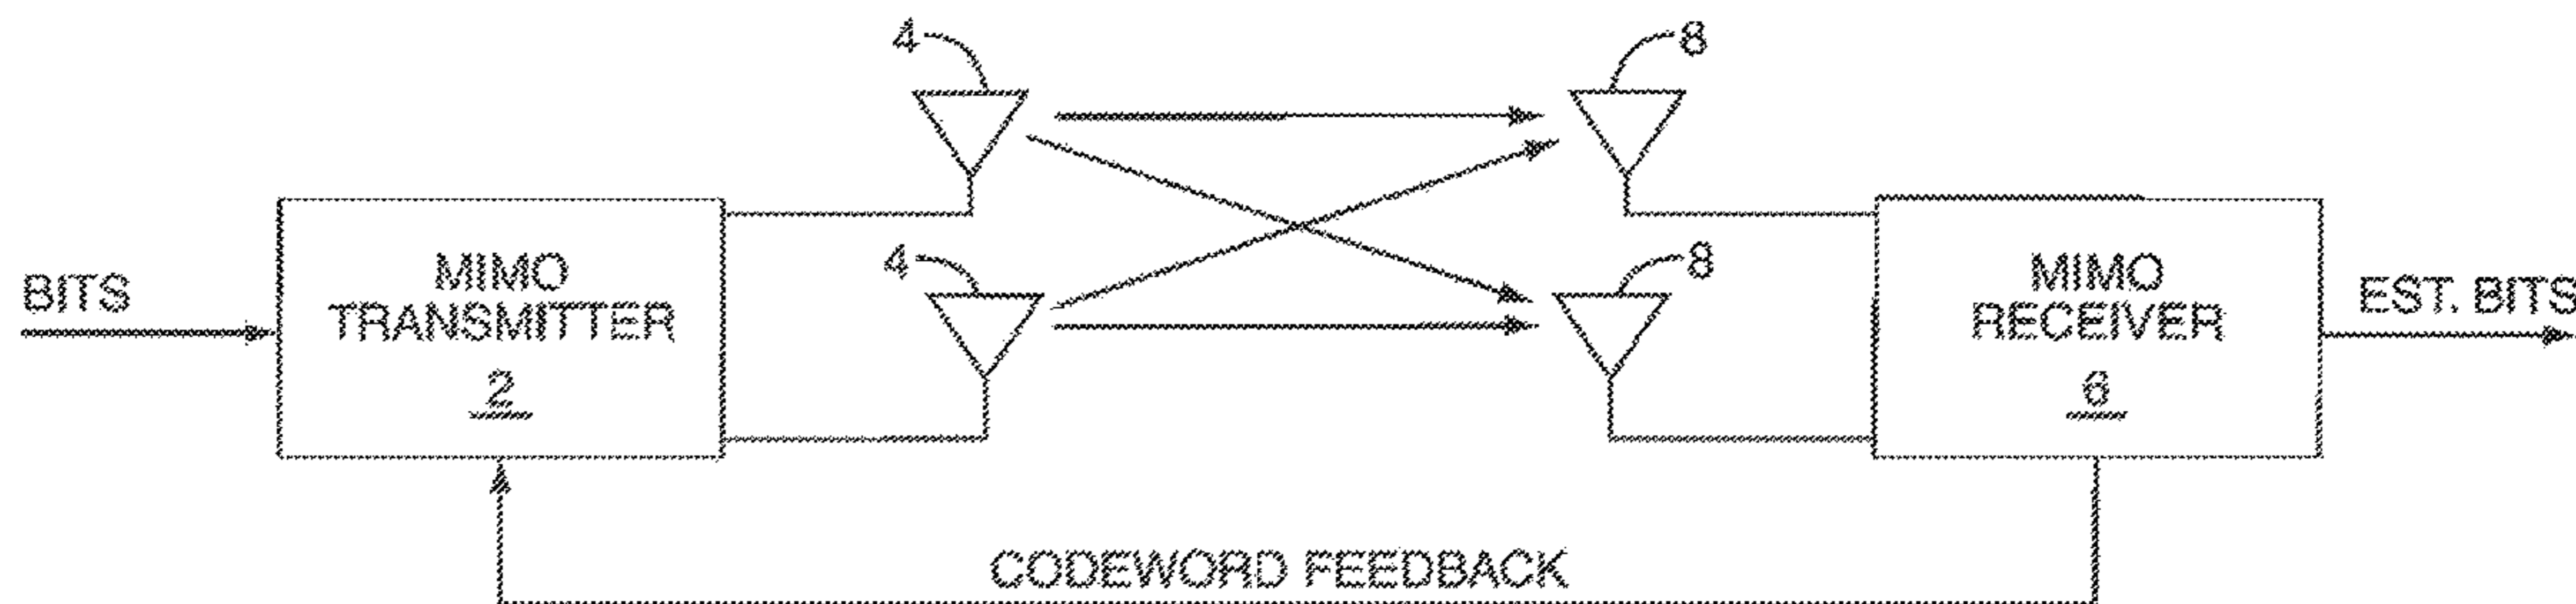 4
8
BITS
MIMO
TRANSMITTER
2
4
8
MIMO
RECEIVER
6
EST. BITS
CODEWORD FEEDBACK